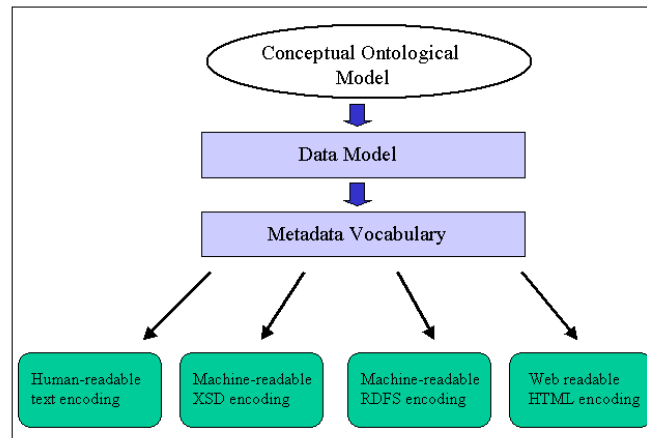 Conceptual Ontological
Model
Data Model
Metadata Vocabulary
Human-readable
text encoding
Machine-readable
XSD encoding
Machine-readable
RDFS encoding
Web readable
HTML encoding